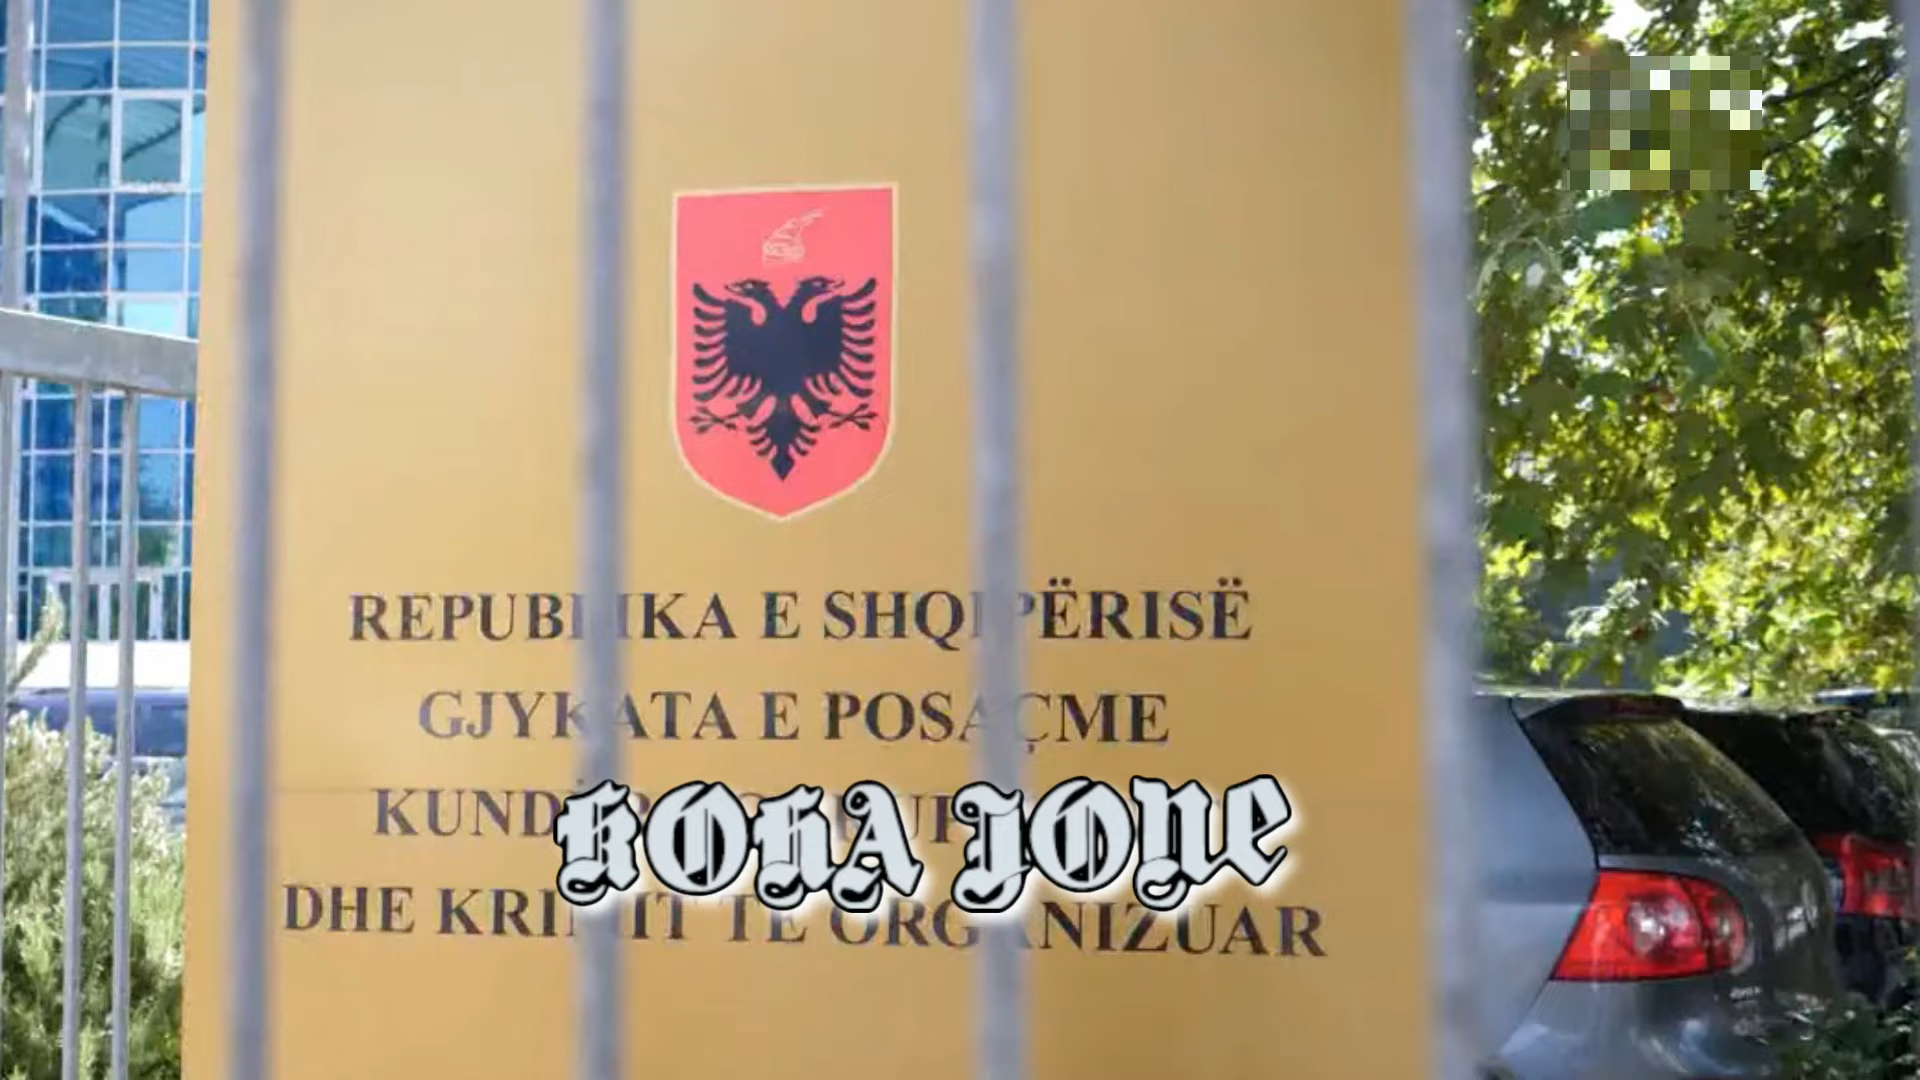 REPUBLIKA E SHQIPËRISË
GJYKATA E POSAÇME
KOHA JONE
DHE KRIMIT TË ORGANIZUAR